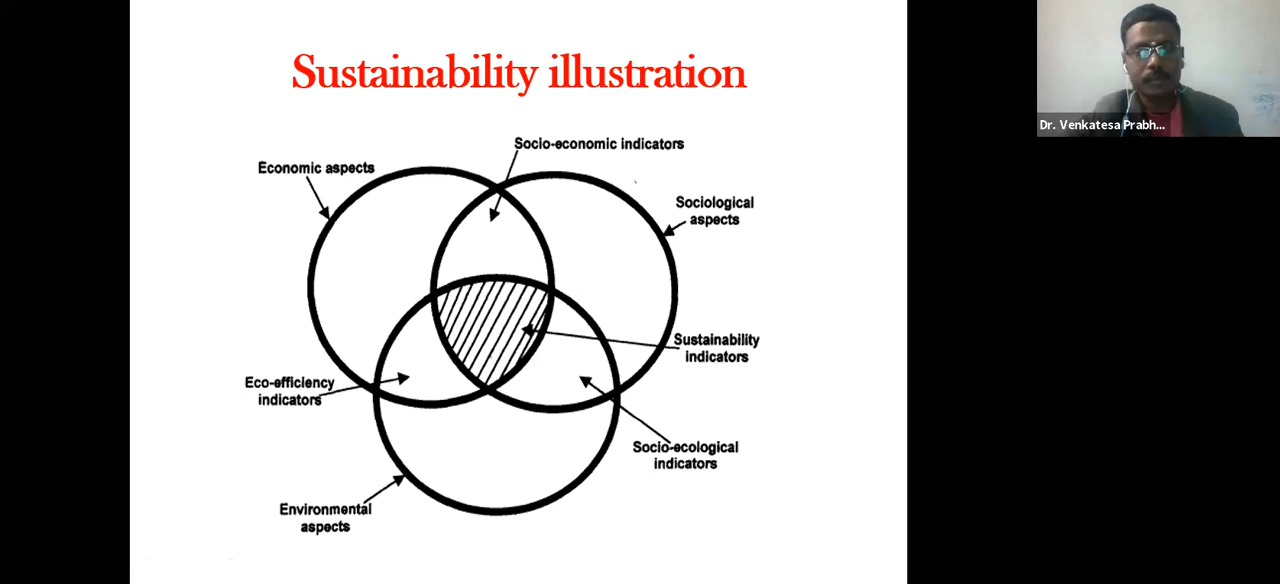 Sustainability illustration
Socio-economic indicators
Economic aspects
Sociological
aspects
Sustainability
indicators
Eco-efficiency
indicators
Socio-ecological
indicators
Environmental
aspects
Dr. Venkatesa Prabh...